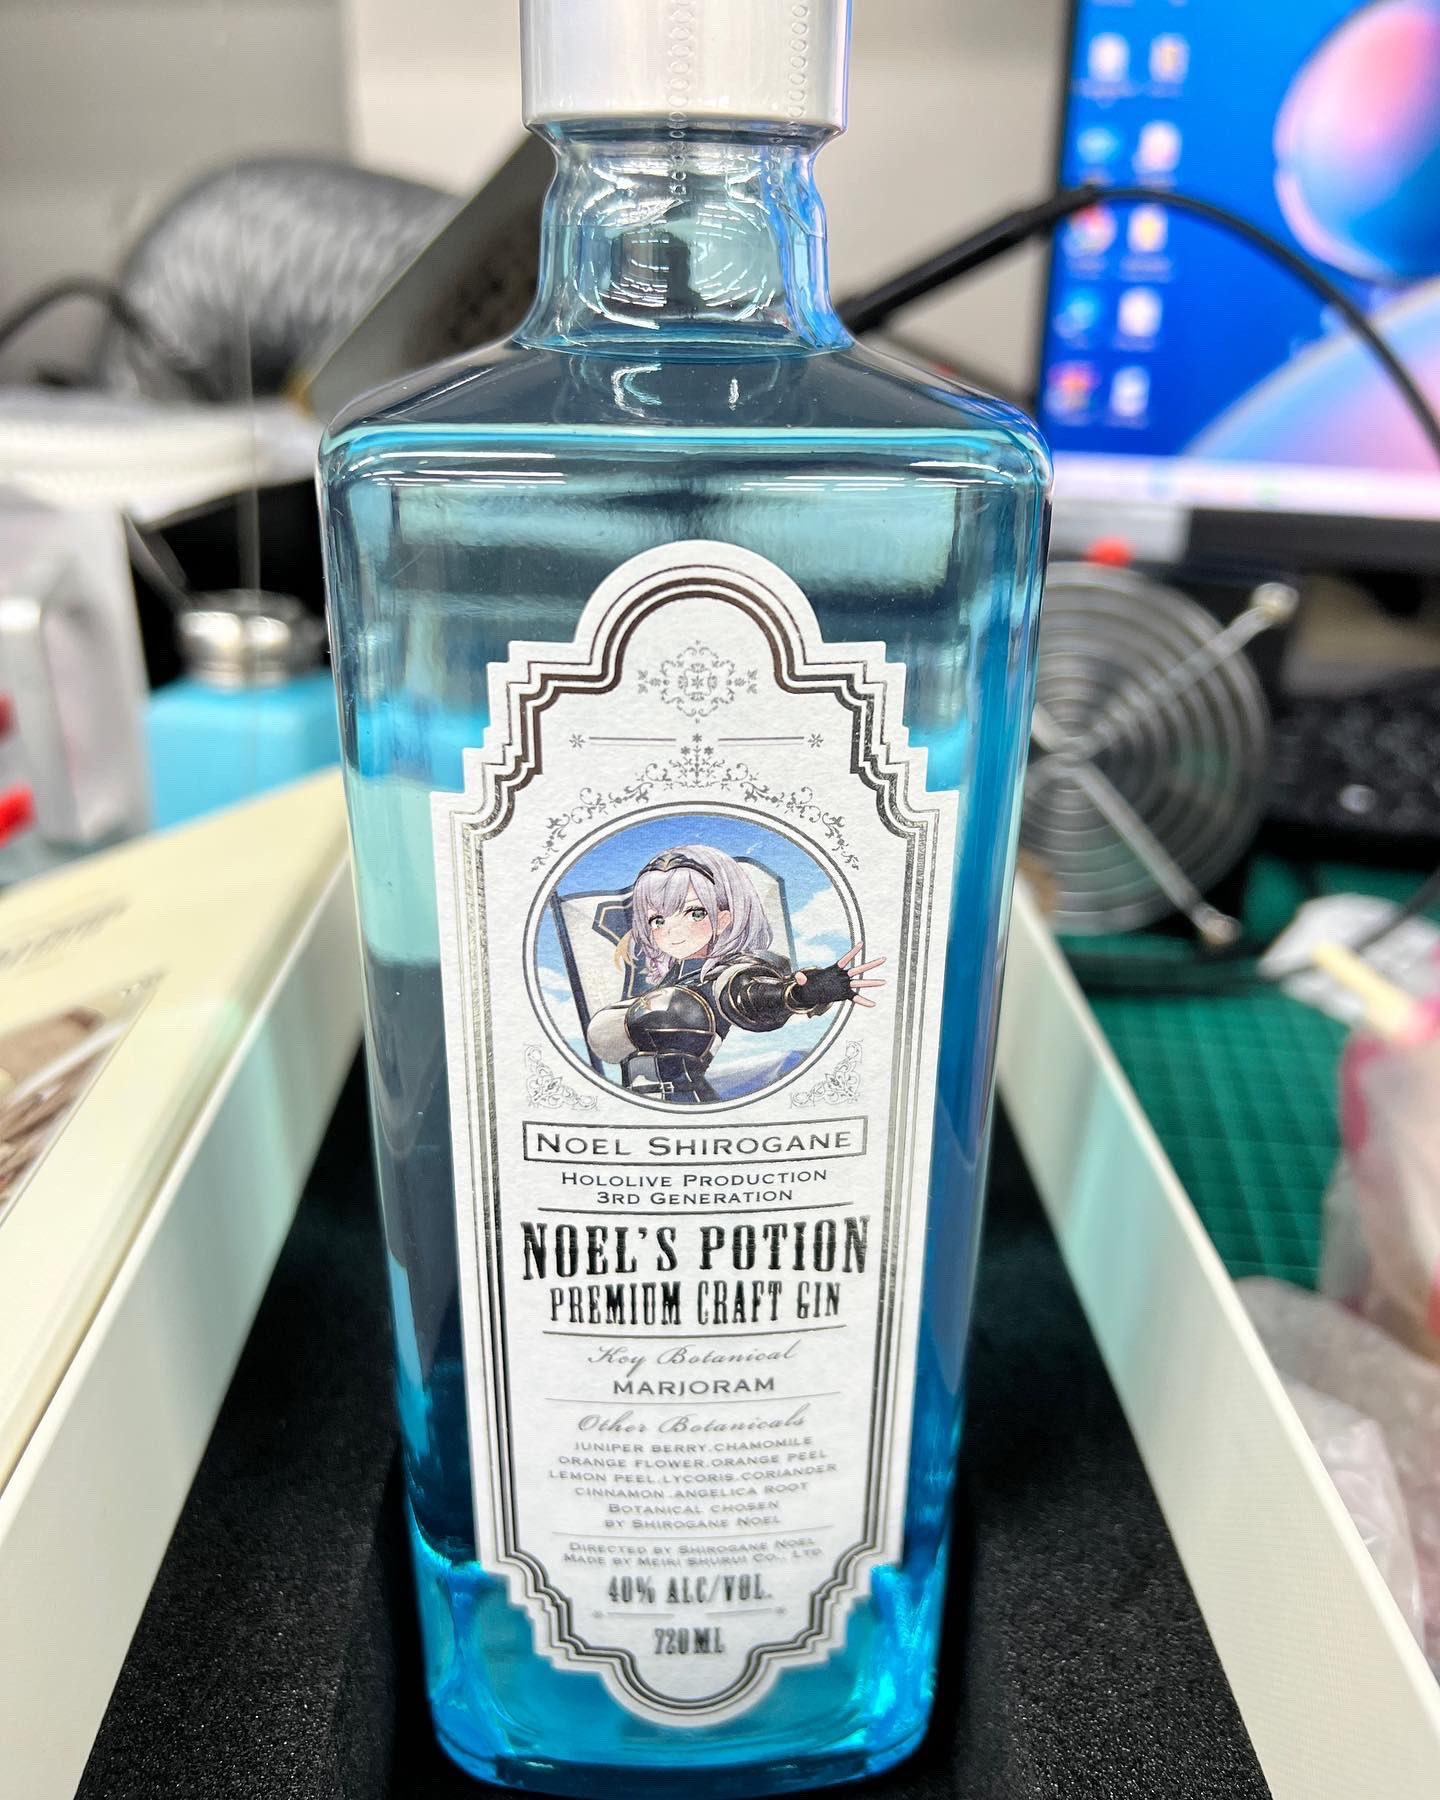 NOEL SHIROGANE
HOLOLIVE PRODUCTION
3RD GENERATION
NOEL'S POTION
PREMIUM CRAFT GIN
Key Botanical
MARJORAM
Other Botanicals
JUNIPER BERRY.CHAMOMILE
ORANGE FLOWER.ORANGE PEEL
LEMON PEEL.LYCORIS.CORIANDER
CINNAMON.ANGELICA ROOT
BOTANICAL CHOSEN
BY SHIROGANE NOEL
DIRECTED BY SHIROGANE NOEL
MADE BY MEIRI SHURUI CO., LTD.
40% ALC/VOL.
720ML